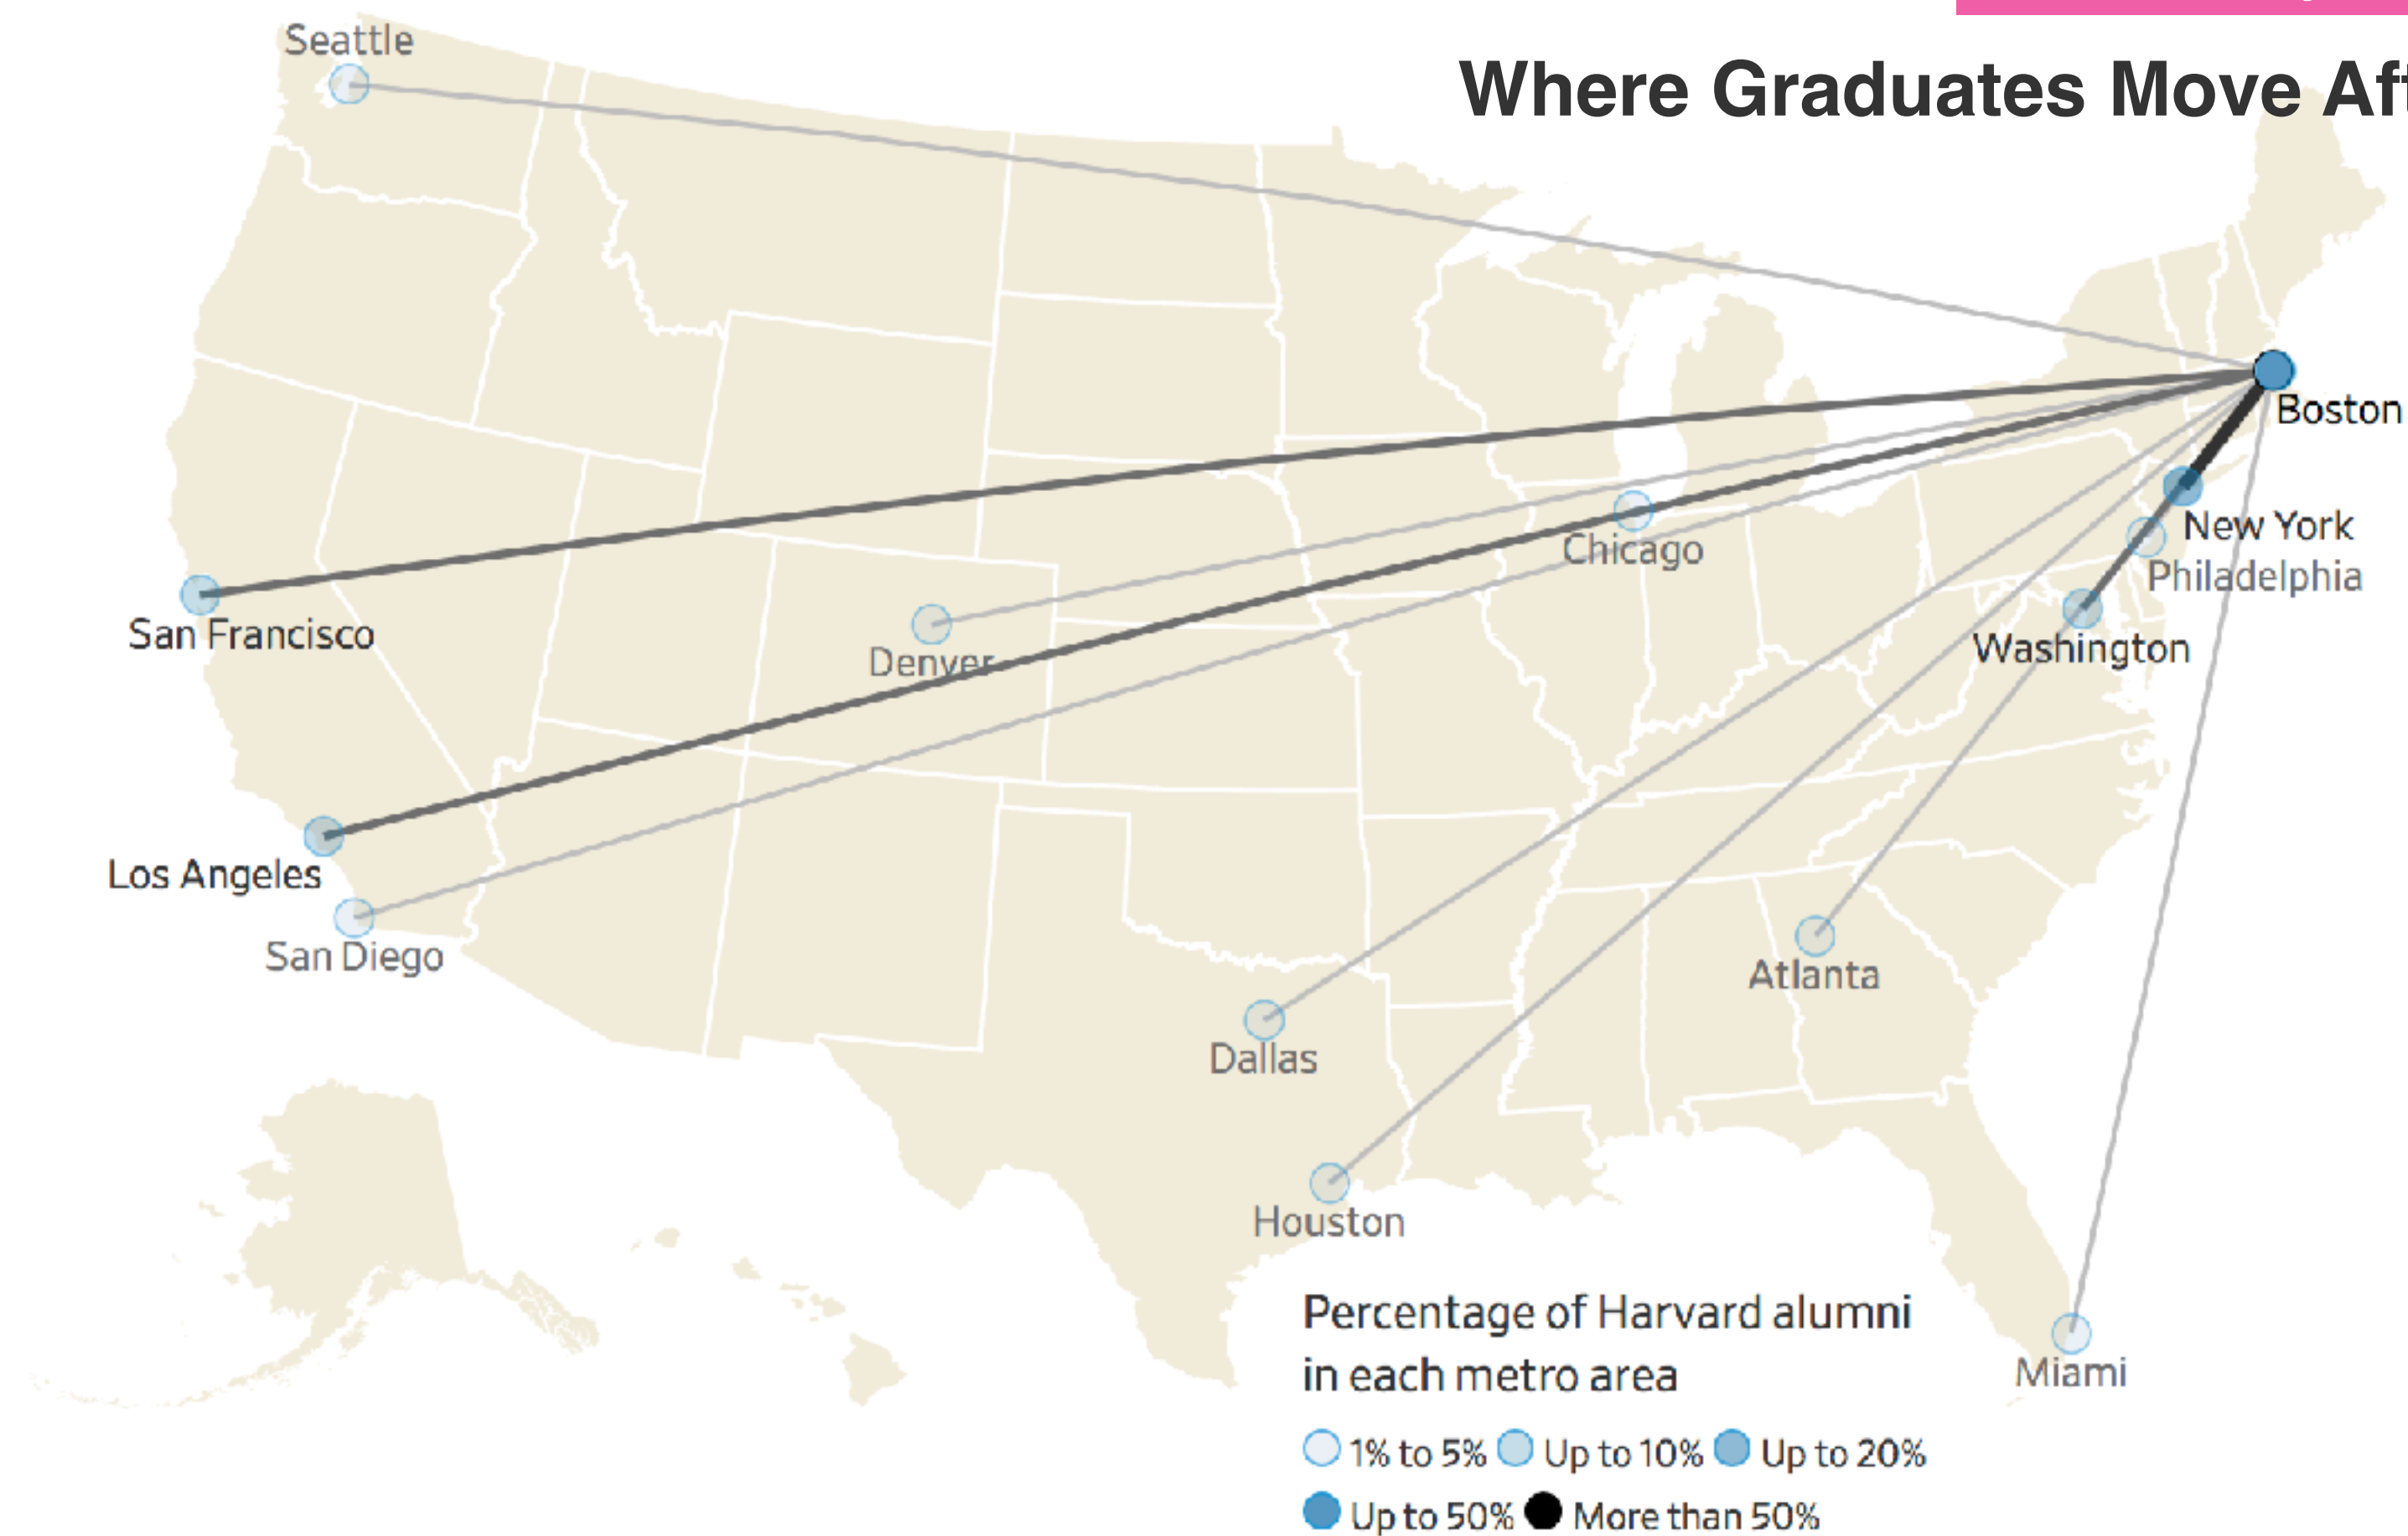 Seattle
Where Graduates Move
Boston
New York
Chicago
Philadelphia
San Francisco
Denver
Washington
Los Angeles
San Diego
Atlanta
Dallas
Houston
Percentage of Harvard alumni
in each metro area
Miami
1% to 5% Up to 10% Up to 20%
Up to 50% More than 50%